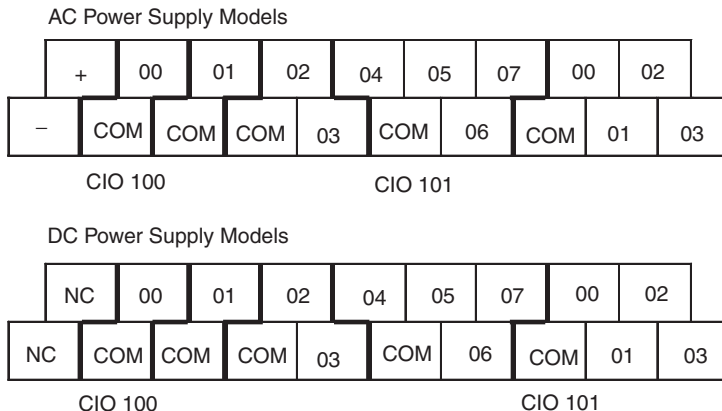 AC Power Supply Models
+ 00 01 02 04 05 07 00 02
– COM COM COM 03 COM 06 COM 01 03
CIO 100 CIO 101
DC Power Supply Models
NC 00 01 02 04 05 07 00 02
NC COM COM COM 03 COM 06 COM 01 03
CIO 100 CIO 101